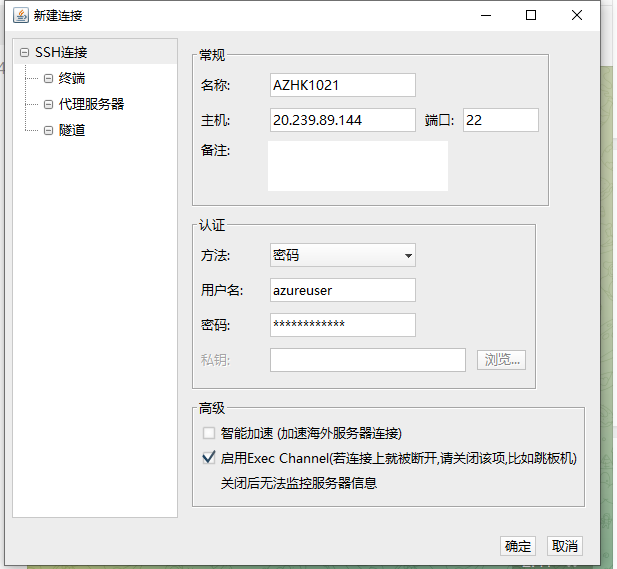 新建连接
SSH连接
终端
代理服务器
隧道
常规
名称: AZHK1021
主机: 20.239.89.144 端口: 22
备注:
认证
方法: 密码
用户名: azureuser
密码: ************
私钥: 浏览...
高级
智能加速 (加速海外服务器连接)
启用Exec Channel(若连接上就被断开,请关闭该项,比如跳板机)
关闭后无法监控服务器信息
确定 取消